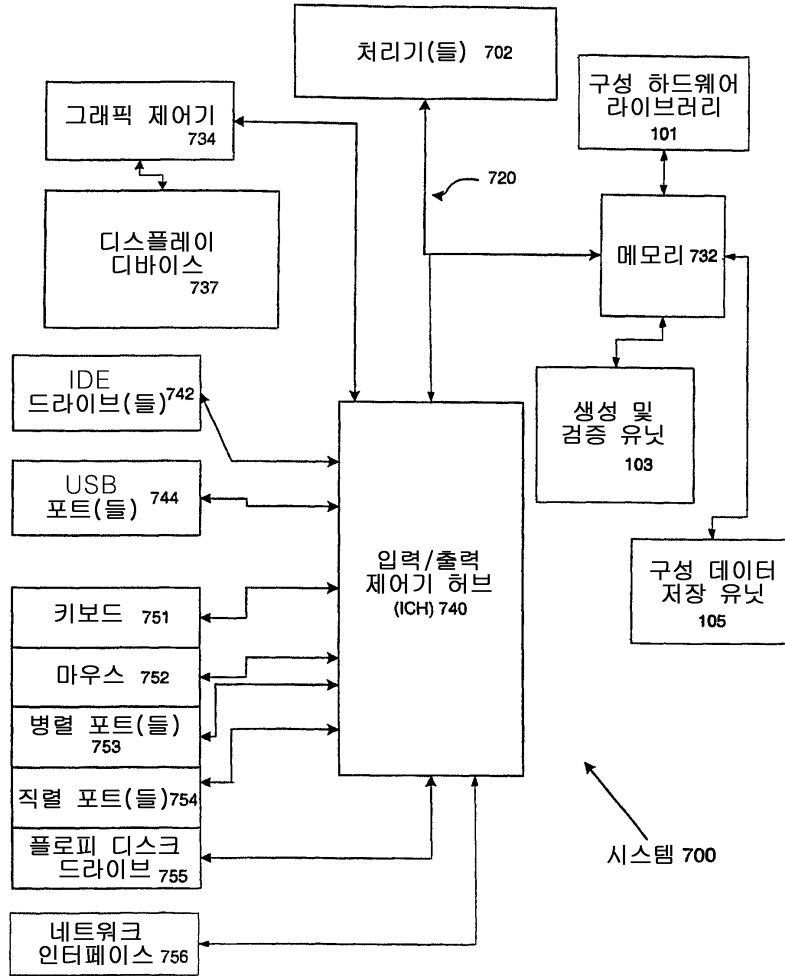 처리기(들) 702
그래픽 제어기
734
구성 하드웨어
라이브러리
101
720
디스플레이
디바이스
737
메모리 732
IDE
드라이브(들) 742
생성 및
검증 유닛
103
USB
포트(들) 744
입력/출력
제어기 허브
(ICH) 740
구성 데이터
저장 유닛
105
키보드 751
마우스 752
병렬 포트(들)
753
직렬 포트(들) 754
플로피 디스크
드라이브 755
시스템 700
네트워크
인터페이스 756